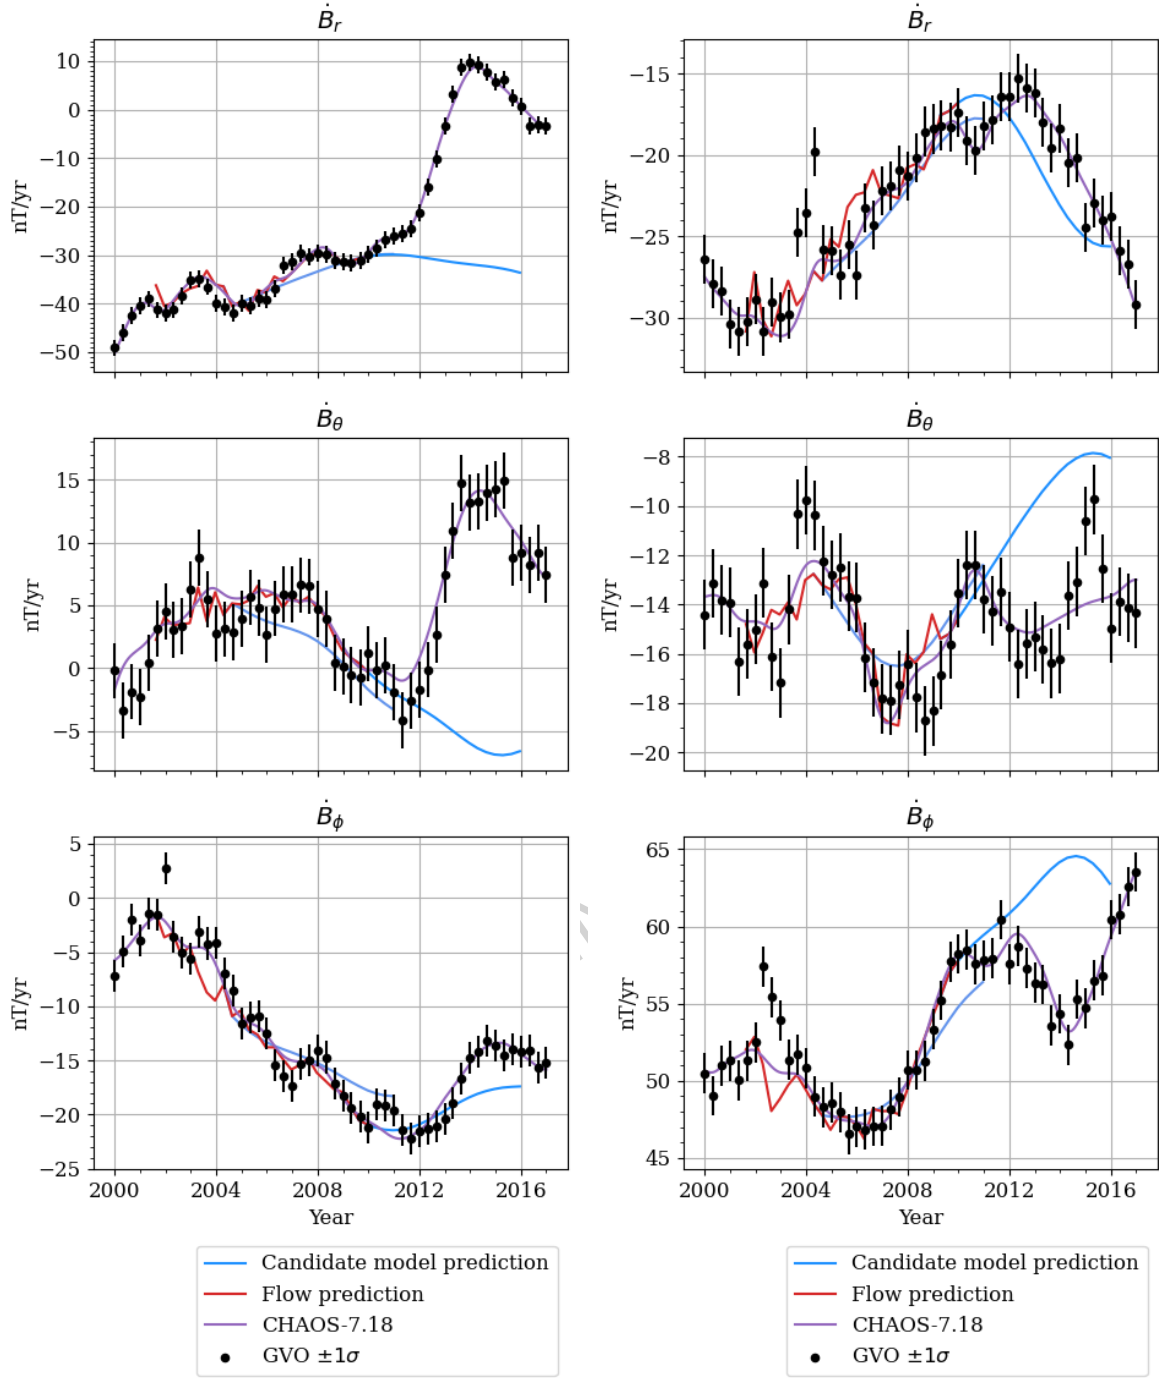 Ḃr
Ḃr
10
0
−10
−20
−30
−40
−50
nT/yr
−15
−20
−25
−30
nT/yr
Ḃθ
Ḃθ
15
10
5
0
−5
nT/yr
−8
−10
−12
−14
−16
−18
−20
nT/yr
Ḃϕ
Ḃϕ
5
0
−5
−10
−15
−20
−25
nT/yr
65
60
55
50
45
nT/yr
2000 2004 2008 2012 2016
2000 2004 2008 2012 2016
Year
Year
Candidate model prediction
Flow prediction
CHAOS-7.18
GVO ±1σ
Candidate model prediction
Flow prediction
CHAOS-7.18
GVO ±1σ